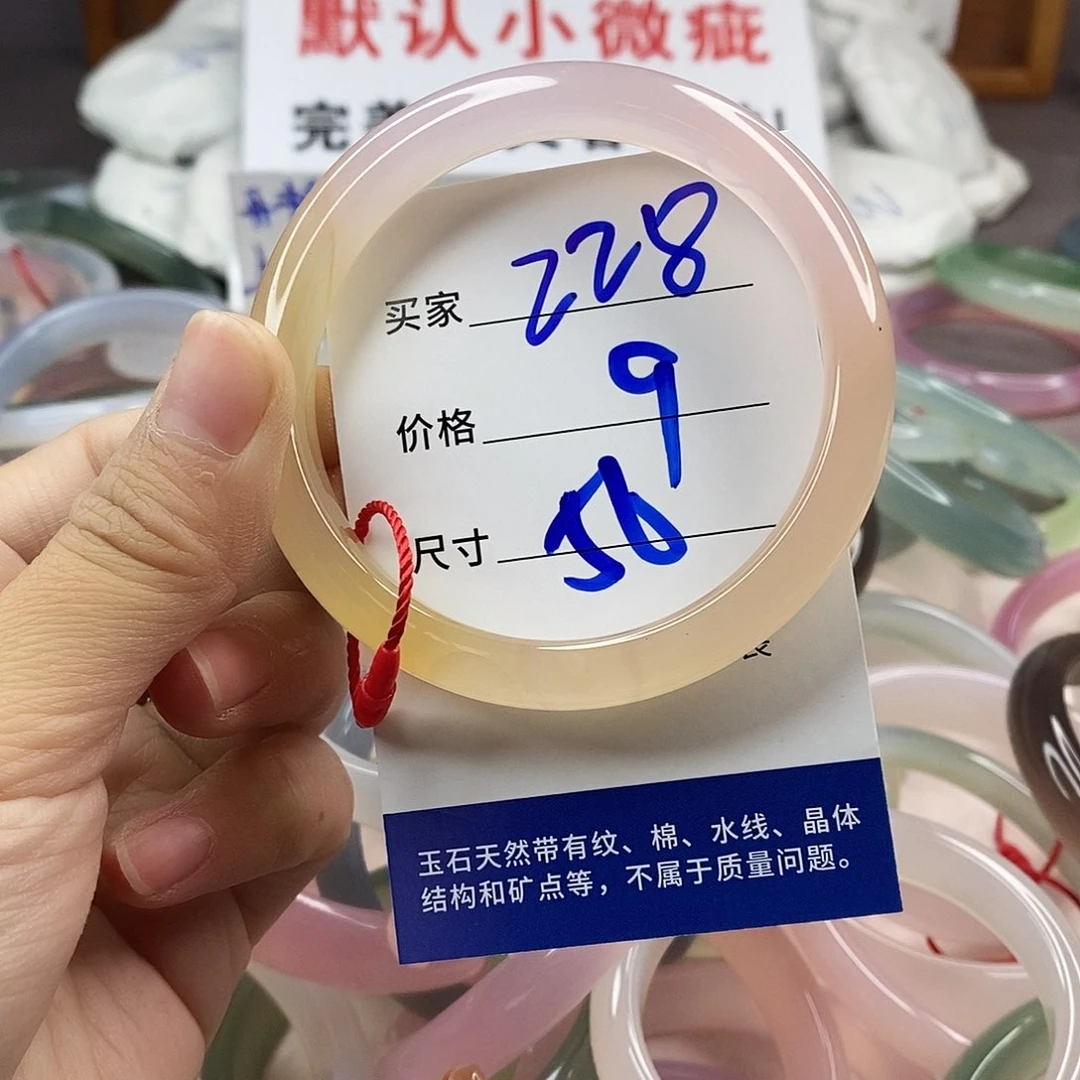 默认小微疵
完美
买家 228
价格 9
尺寸 56
玉石天然带有纹、棉、水线、晶体
结构和矿点等，不属于质量问题。